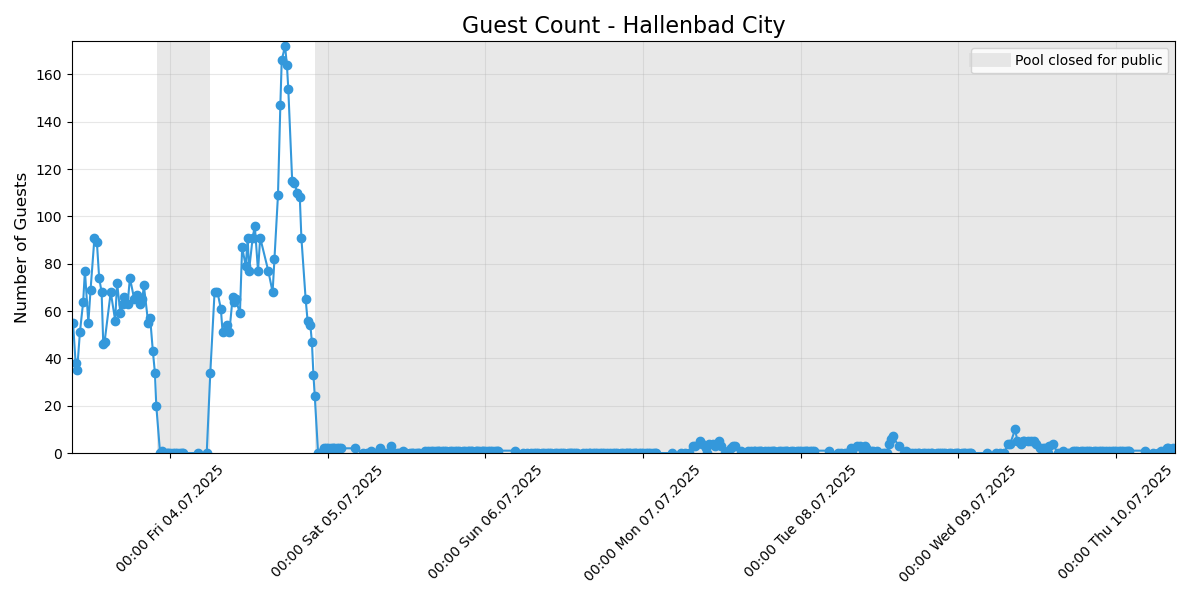 Guest Count - Hallenbad City
Pool closed for public
Number of Guests
160
140
120
100
80
60
40
20
0
00:00 Fri 04.07.2025
00:00 Sat 05.07.2025
00:00 Sun 06.07.2025
00:00 Mon 07.07.2025
00:00 Tue 08.07.2025
00:00 Wed 09.07.2025
00:00 Thu 10.07.2025